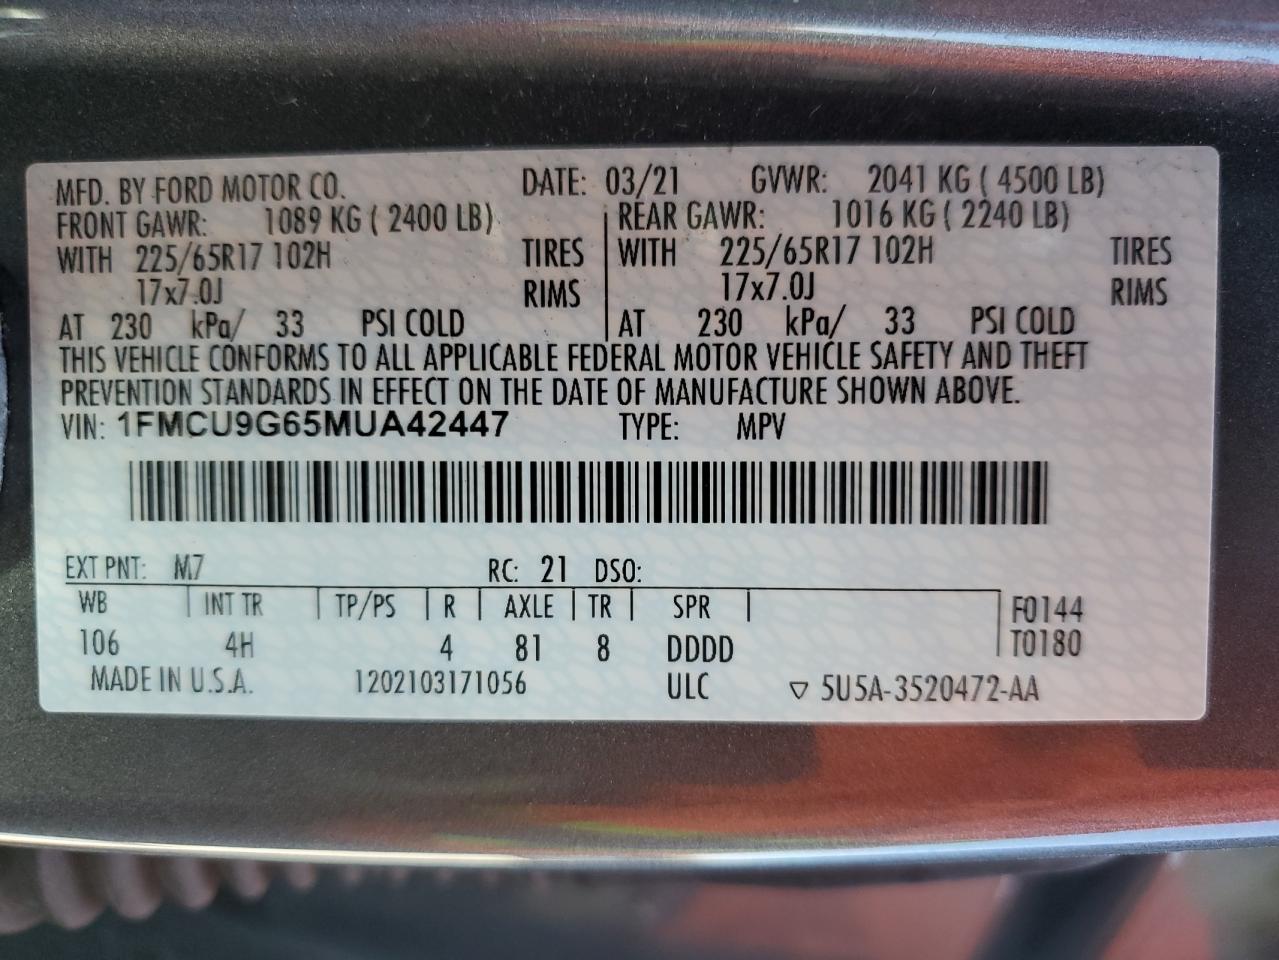 MFD. BY FORD MOTOR CO. DATE: 03/21 GVWR: 2041 KG ( 4500 LB)
FRONT GAWR: 1089 KG ( 2400 LB) REAR GAWR: 1016 KG ( 2240 LB)
WITH 225/65R17 102H TIRES WITH 225/65R17 102H TIRES
17x7.0J RIMS 17x7.0J RIMS
AT 230 kPa/ 33 PSI COLD AT 230 kPa/ 33 PSI COLD
THIS VEHICLE CONFORMS TO ALL APPLICABLE FEDERAL MOTOR VEHICLE SAFETY AND THEFT
PREVENTION STANDARDS IN EFFECT ON THE DATE OF MANUFACTURE SHOWN ABOVE.
VIN: 1FMCU9G65MUA42447 TYPE: MPV
EXT PNT: M7 RC: 21 DSO:
WB INT TR TP/PS R AXLE TR SPR F0144
106 4H 4 81 8 DDDD T0180
MADE IN U.S.A. 1202103171056 ULC ▽ 5U5A-3520472-AA